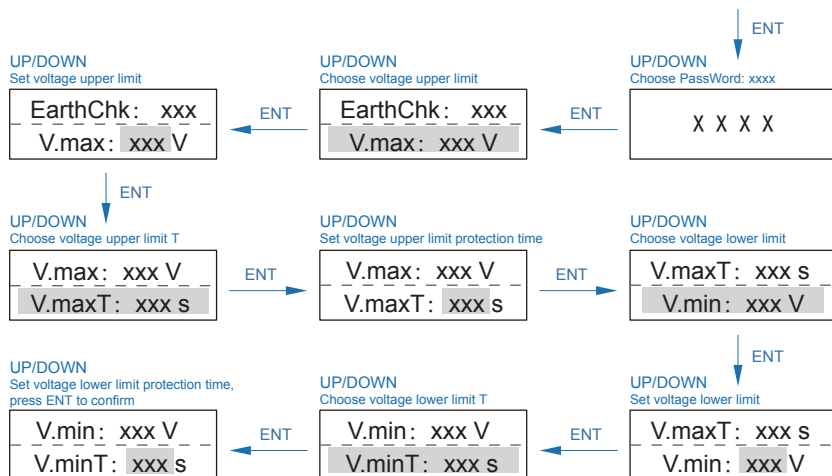 ENT
UP/DOWN
Set voltage upper limit
EarthChk: xxx
V.max: xxx V
ENT
UP/DOWN
Choose voltage upper limit
EarthChk: xxx
V.max: xxx V
ENT
UP/DOWN
Choose PassWord: xxxx
X X X X
ENT
UP/DOWN
Choose voltage upper limit T
V.max: xxx V
V.maxT: xxx s
ENT
UP/DOWN
Set voltage upper limit protection time
V.max: xxx V
V.maxT: xxx s
ENT
UP/DOWN
Choose voltage lower limit
V.maxT: xxx s
V.min: xxx V
ENT
UP/DOWN
Set voltage lower limit protection time,
press ENT to confirm
V.min: xxx V
V.minT: xxx s
ENT
UP/DOWN
Choose voltage lower limit T
V.min: xxx V
V.minT: xxx s
ENT
UP/DOWN
Set voltage lower limit
V.maxT: xxx s
V.min: xxx V